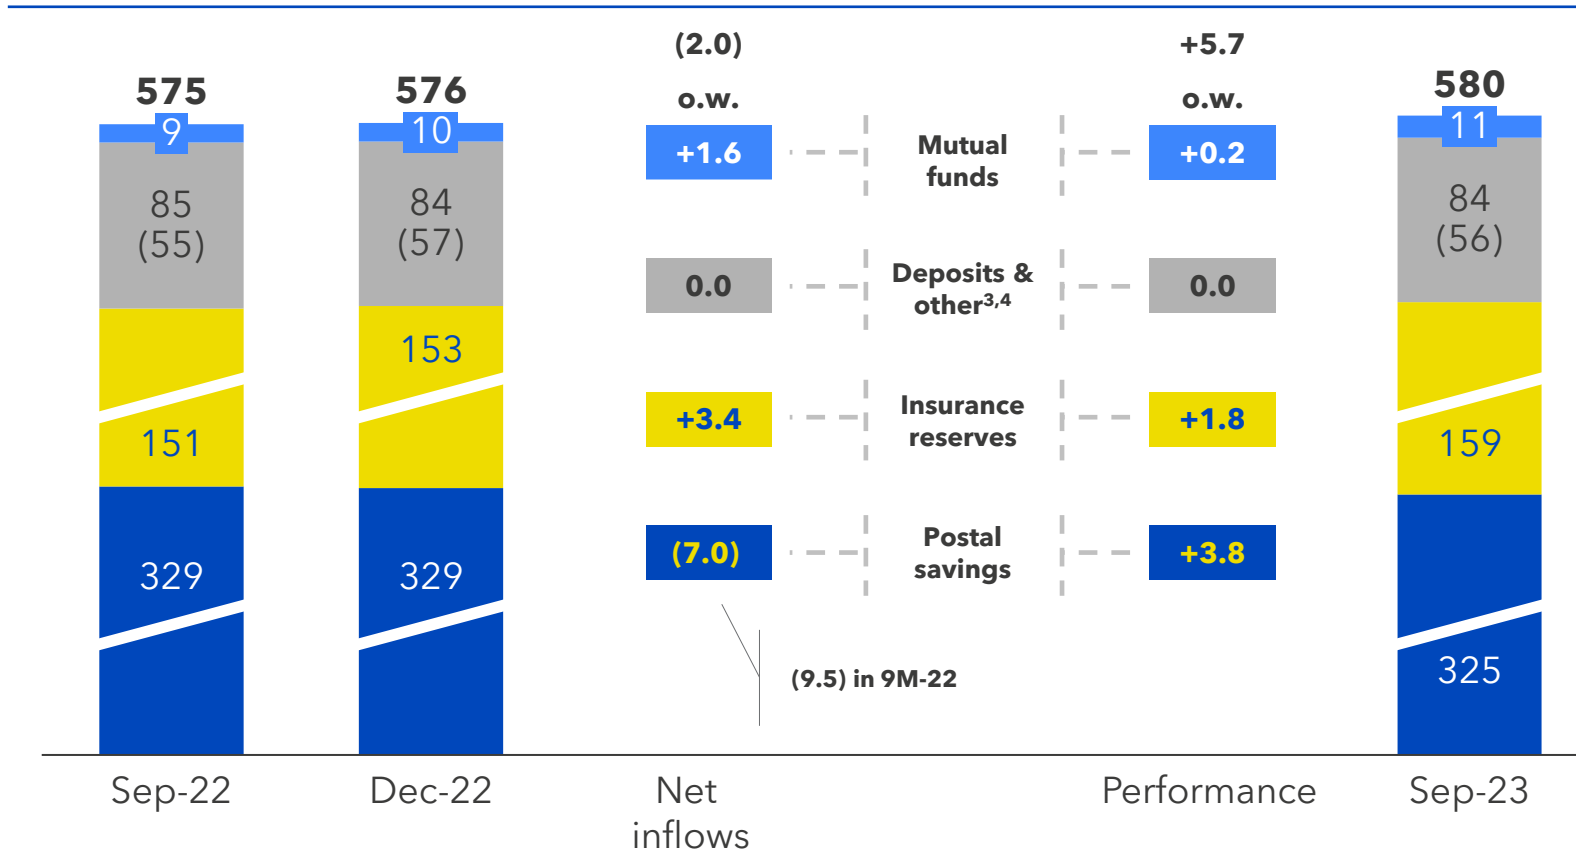 (2.0)
+5.7
575
576
o.w.
o.w.
580
9
10
+1.6
Mutual
funds
+0.2
11
85
(55)
84
(57)
0.0
Deposits &
other3,4
0.0
84
(56)
153
+3.4
Insurance
reserves
+1.8
151
159
329
329
(7.0)
Postal
savings
+3.8
(9.5) in 9M-22
325
Sep-22
Dec-22
Net
inflows
Performance
Sep-23